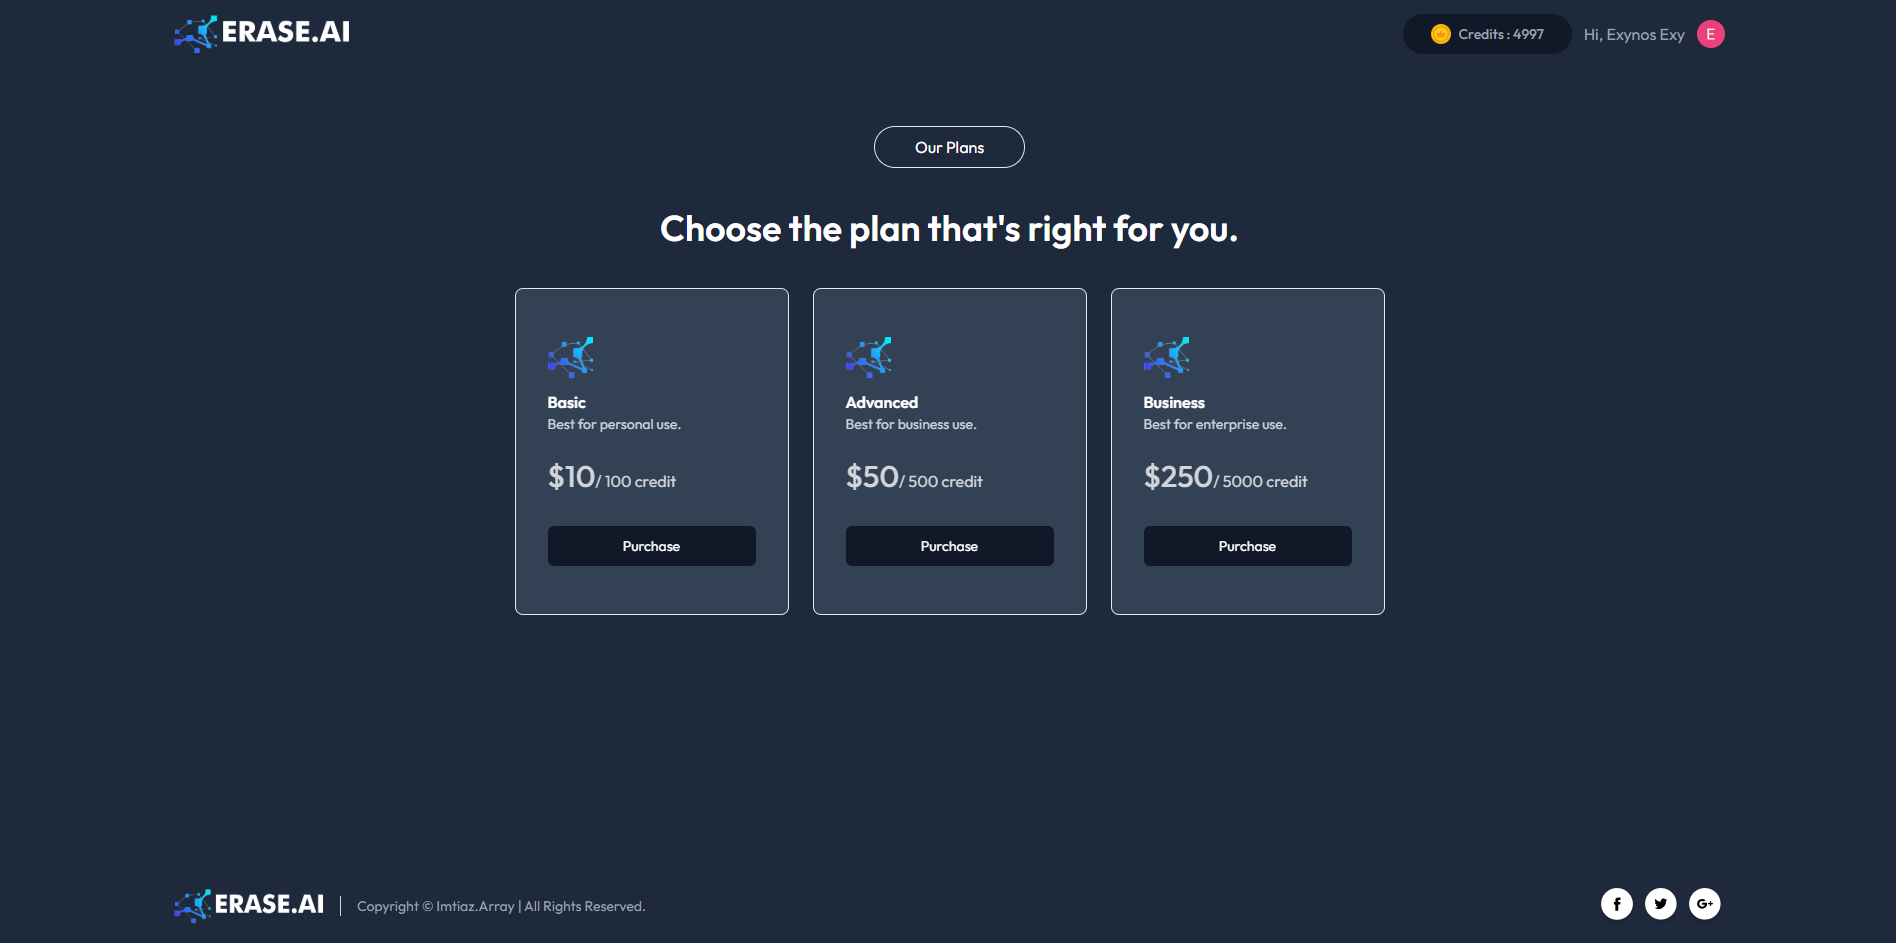 ERASE.AI
Credits : 4997
Hi, Exynos Exy
E
Our Plans
Choose the plan that's right for you.
Basic
Best for personal use.
$10/ 100 credit
Purchase
Advanced
Best for business use.
$50/ 500 credit
Purchase
Business
Best for enterprise use.
$250/ 5000 credit
Purchase
ERASE.AI
Copyright © Imtiaz.Array | All Rights Reserved.
f
G+